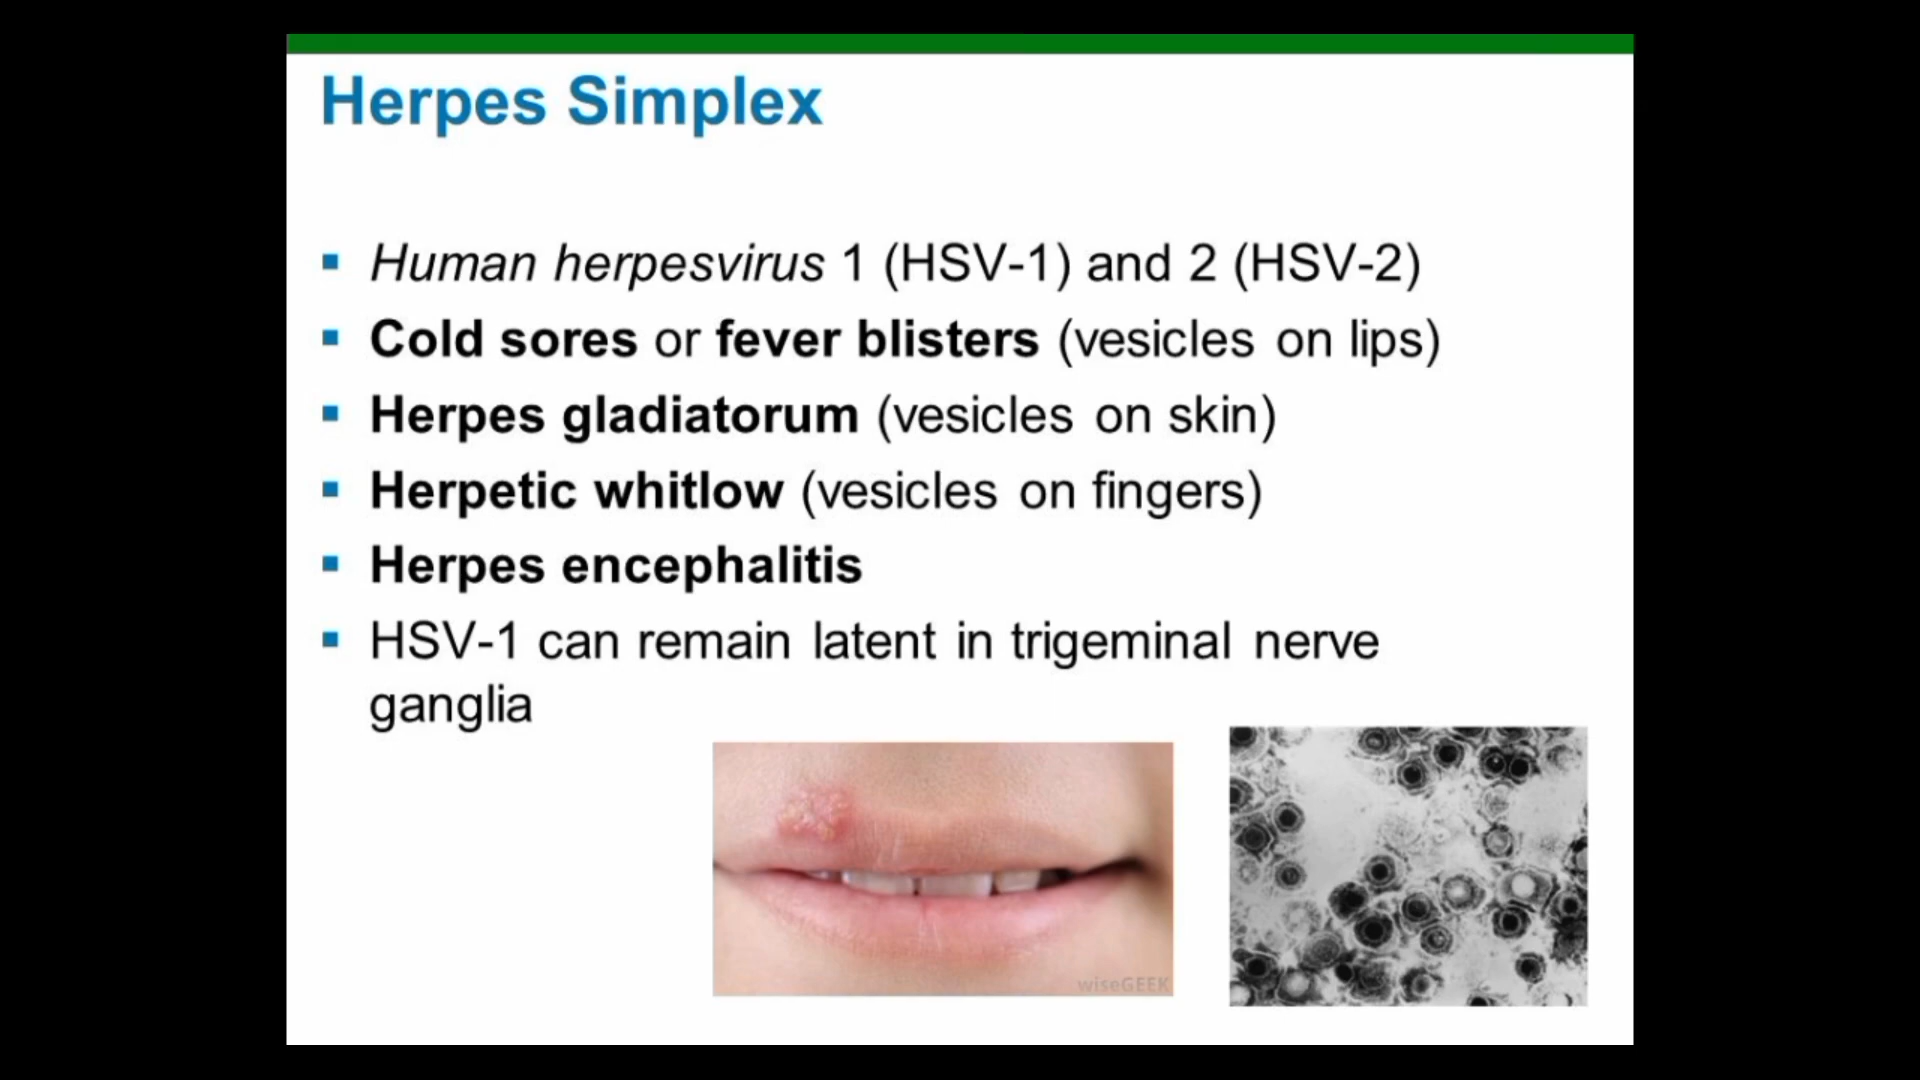 Herpes Simplex
Human herpesvirus 1 (HSV-1) and 2 (HSV-2)
Cold sores or fever blisters (vesicles on lips)
Herpes gladiatorum (vesicles on skin)
Herpetic whitlow (vesicles on fingers)
Herpes encephalitis
HSV-1 can remain latent in trigeminal nerve
ganglia
wiseGEEK